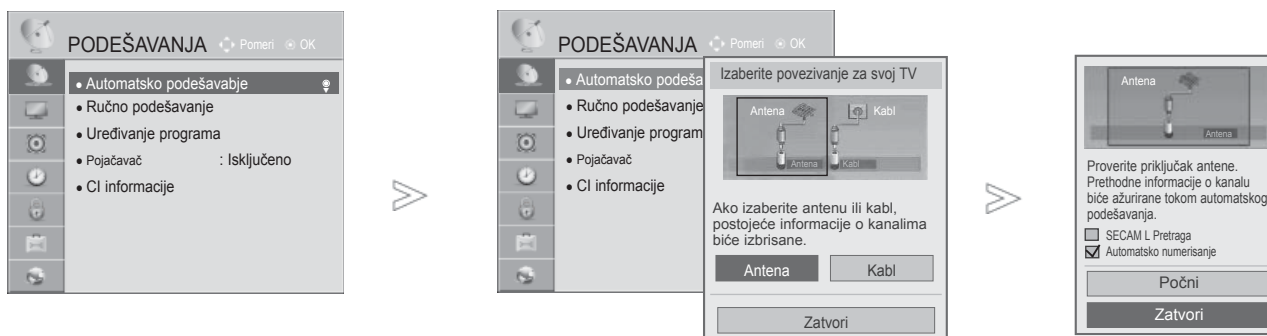 PODEŠAVANJA Pomeri OK
• Automatsko podešavabje
• Ručno podešavanje
• Uređivanje programa
• Pojačavač : Isključeno
• CI informacije
PODEŠAVANJA Pomeri OK
• Automatsko podeša
• Ručno podešavanje
• Uređivanje program
• Pojačavač
• CI informacije
Izaberite povezivanje za svoj TV
Antena Kabl
Antena Kabl
Ako izaberite antenu ili kabl,
postojeće informacije o kanalima
biće izbrisane.
Antena Kabl
Zatvori
Antena
Antena
Proverite priključak antene.
Prethodne informacije o kanalu
biće ažurirane tokom automatskog
podešavanja.
SECAM L Pretraga
Automatsko numerisanje
Počni
Zatvori